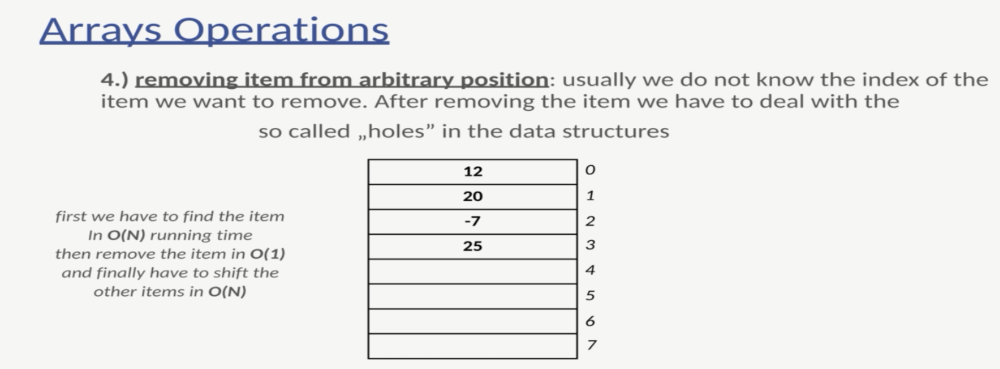 Arrays Operations
4.) removing item from arbitrary position: usually we do not know the index of the
item we want to remove. After removing the item we have to deal with the
so called „holes” in the data structures
12 0
20 1
-7 2
25 3
4
5
6
7
first we have to find the item
In O(N) running time
then remove the item in O(1)
and finally have to shift the
other items in O(N)